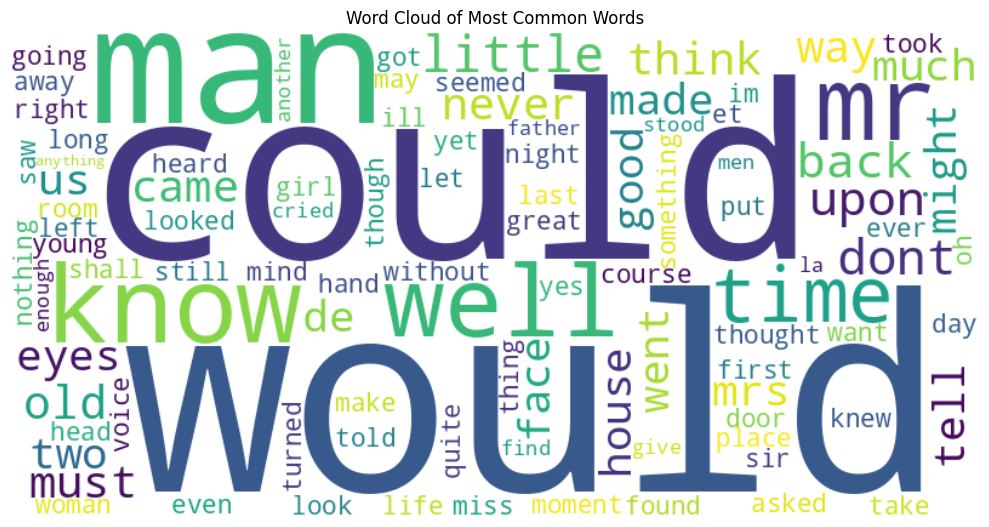 Word Cloud of Most Common Words
going
away
right
man
another
got
may
ill
little
seemed
never
think
made
im
et
way
took
much
mr
saw
long
anything
us
room
left
young
nothing
enough
heard
came
looked
could
girl
cried
though
yet
let
father
night
last
great
good
stood
something
men
put
back
upon
might
ever
dont
oh
shall
still
mind
hand
without
yes
course
la
know
de
well
time
thought
want
day
eyes
old
head
two
must
voice
would
make
told
turned
quite
thing
face
find
house
went
give
first
mrs
door
place
sir
knew
tell
woman
even
look
life
miss
moment
found
asked
take